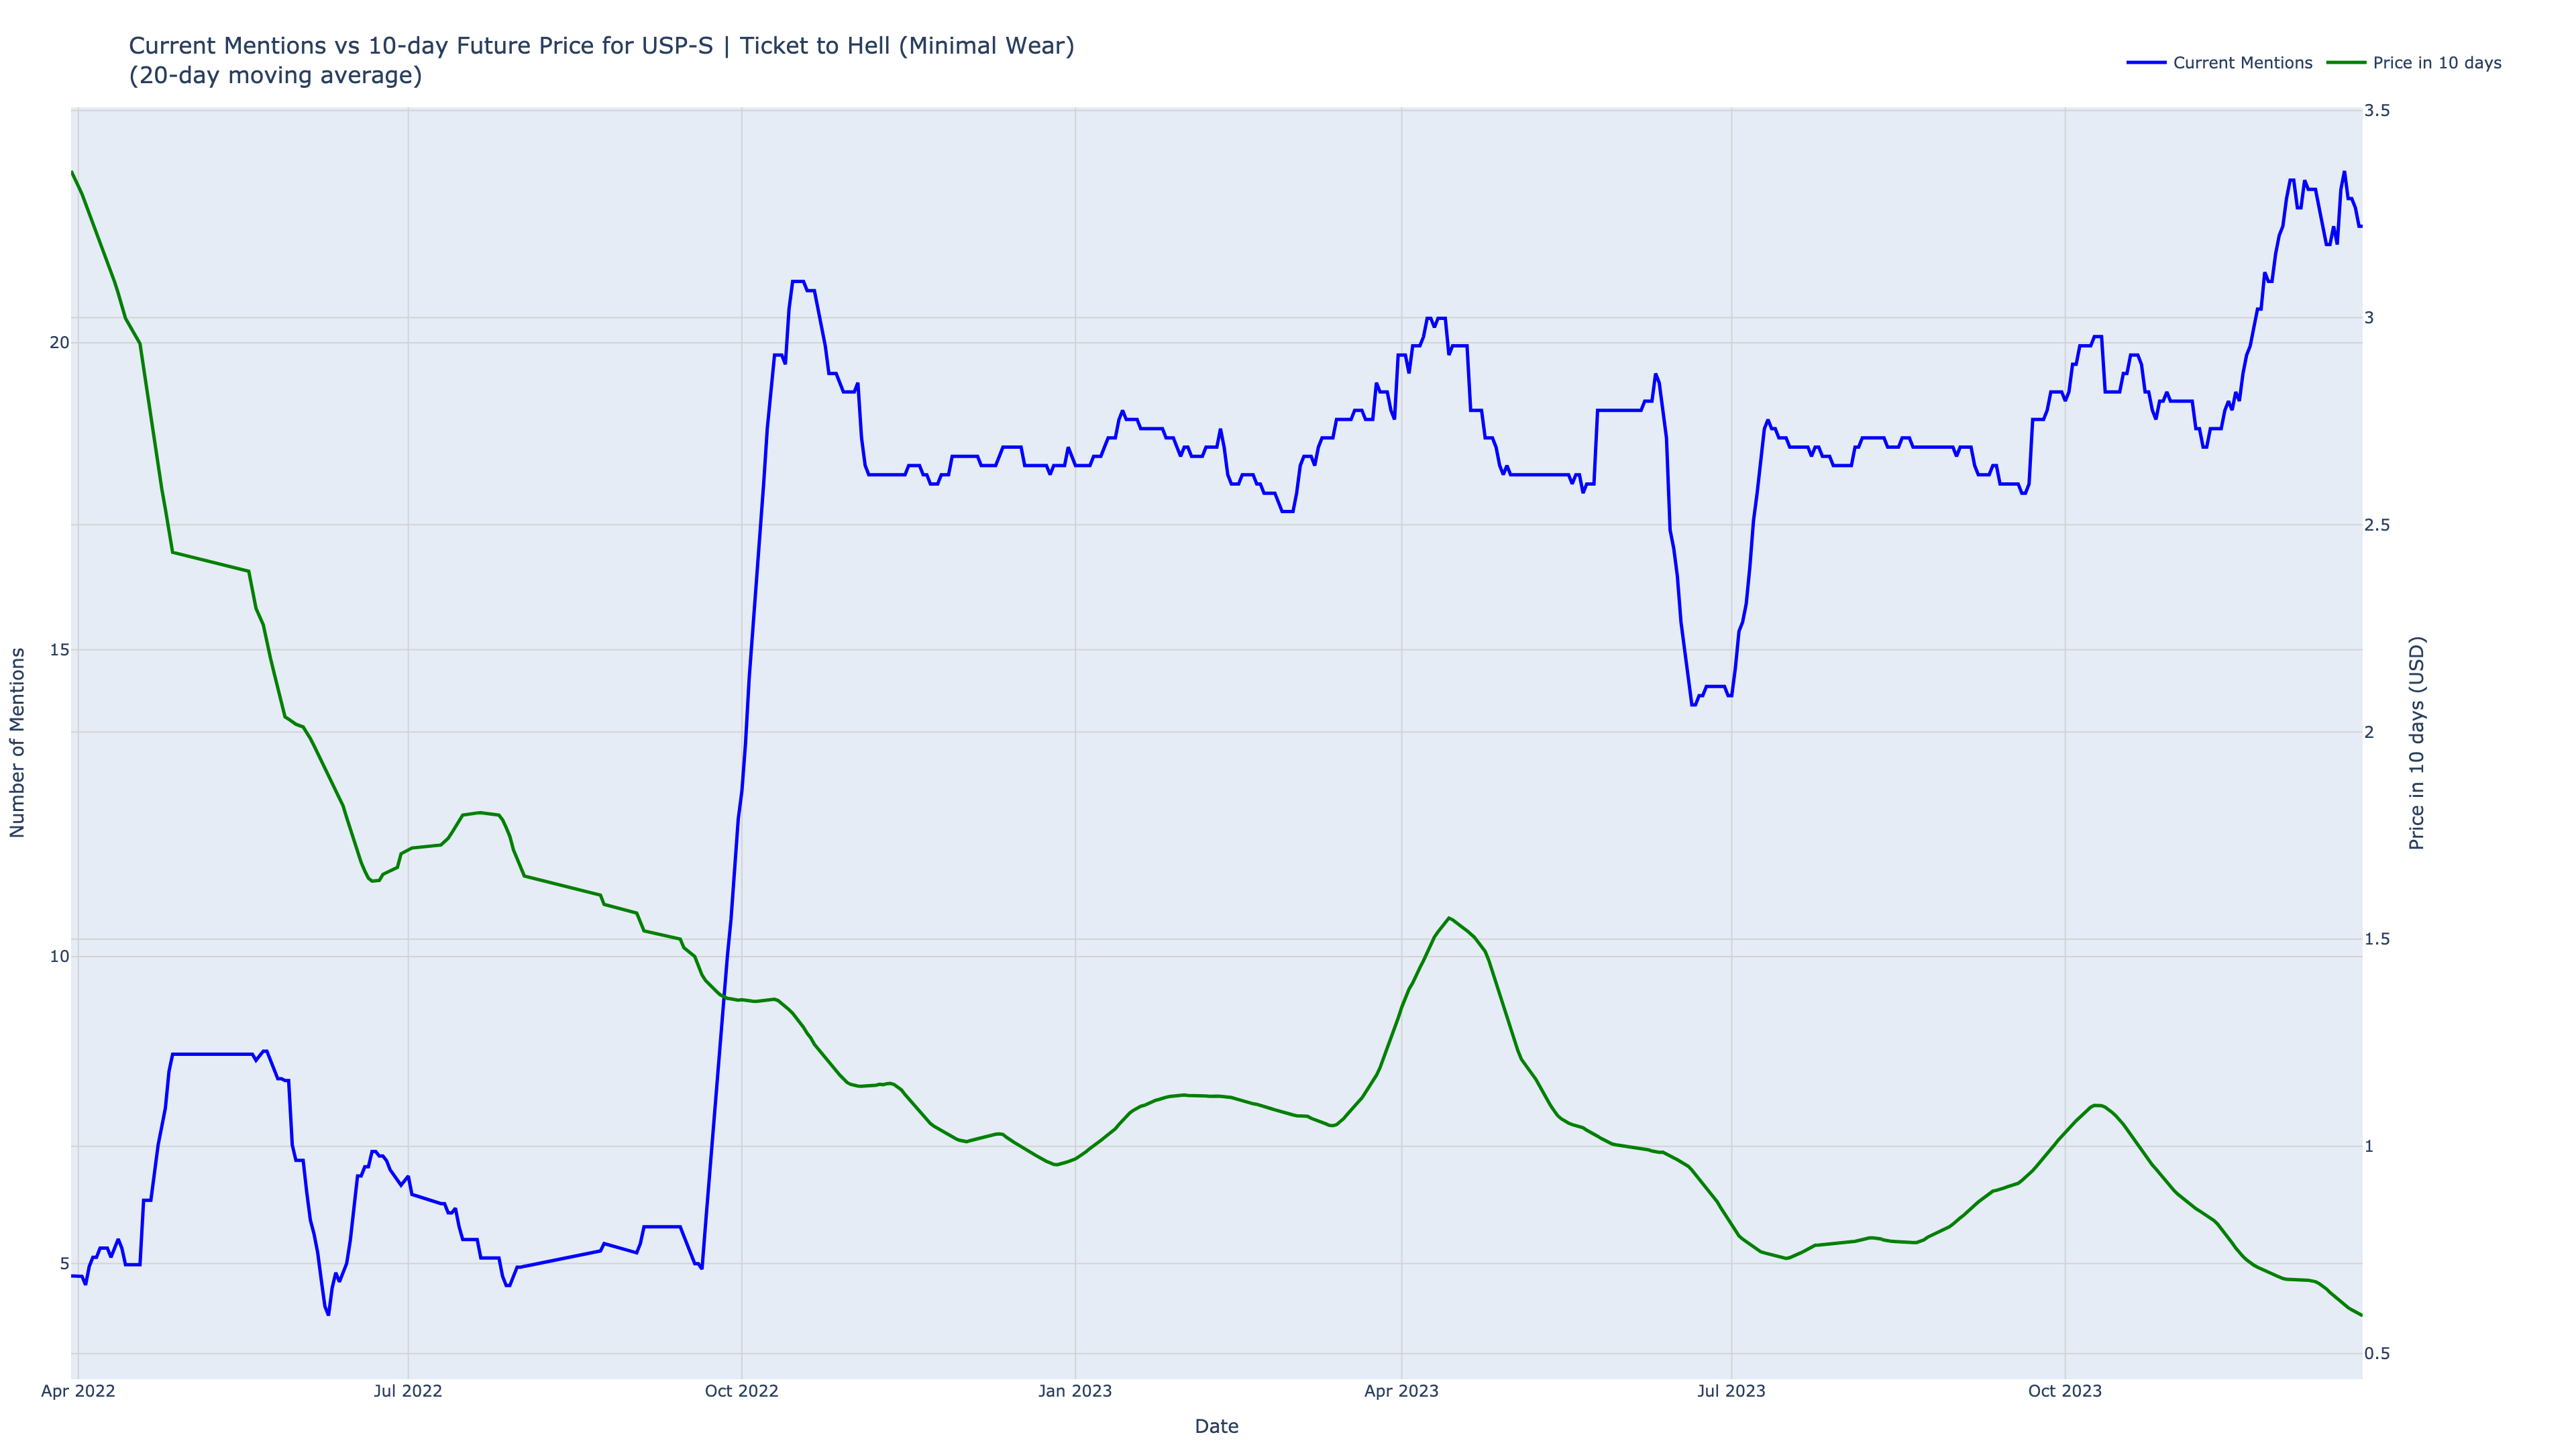 Current Mentions vs 10-day Future Price for USP-S | Ticket to Hell (Minimal Wear)
(20-day moving average)
Current Mentions
Price in 10 days
Number of Mentions
20
15
10
5
3.5
3
2.5
2
1.5
1
0.5
Price in 10 days (USD)
Apr 2022
Jul 2022
Oct 2022
Jan 2023
Apr 2023
Jul 2023
Oct 2023
Date